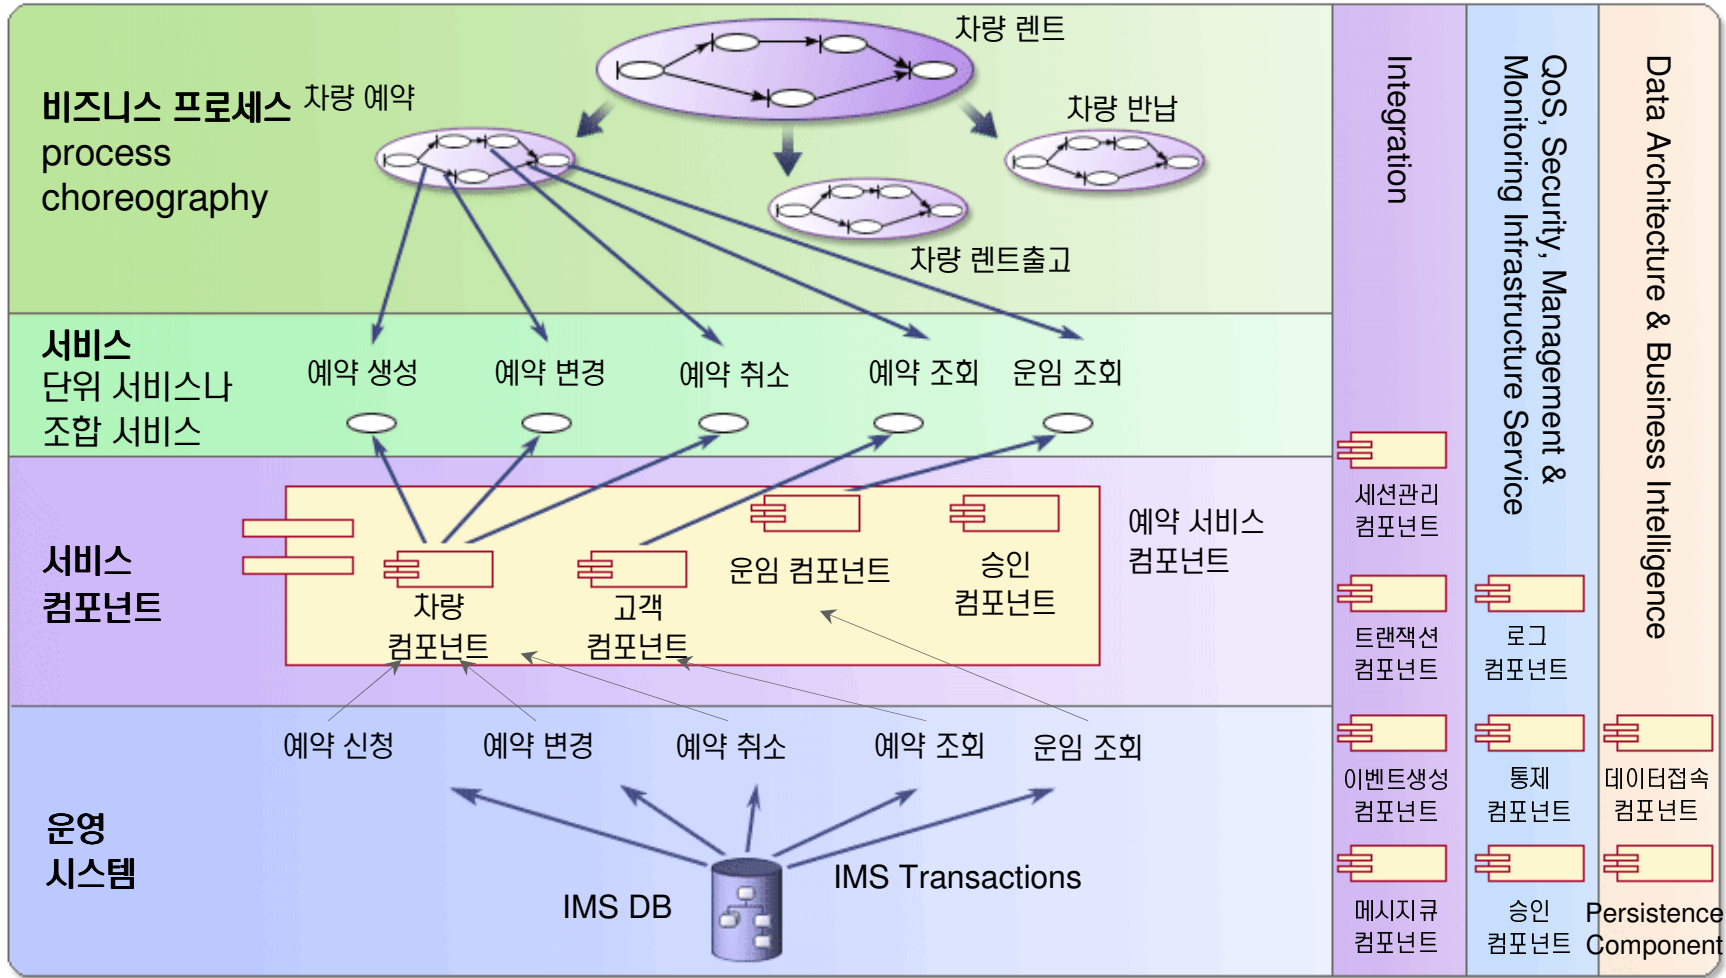 차량 렌트
차량 예약
차량 반납
비즈니스 프로세스
process
choreography
차량 렌트출고
서비스
단위 서비스나
조합 서비스
예약 생성
예약 변경
예약 취소
예약 조회
운임 조회
서비스
컴포넌트
차량
컴포넌트
고객
컴포넌트
운임 컴포넌트
승인
컴포넌트
예약 서비스
컴포넌트
운영
시스템
예약 신청
예약 변경
예약 취소
예약 조회
운임 조회
IMS DB
IMS Transactions
Integration
세션관리
컴포넌트
트랜잭션
컴포넌트
이벤트생성
컴포넌트
메시지큐
컴포넌트
QoS, Security, Management &
Monitoring Infrastructure Service
로그
컴포넌트
통제
컴포넌트
승인
컴포넌트
Data Architecture & Business Intelligence
데이터접속
컴포넌트
Persistence
Component